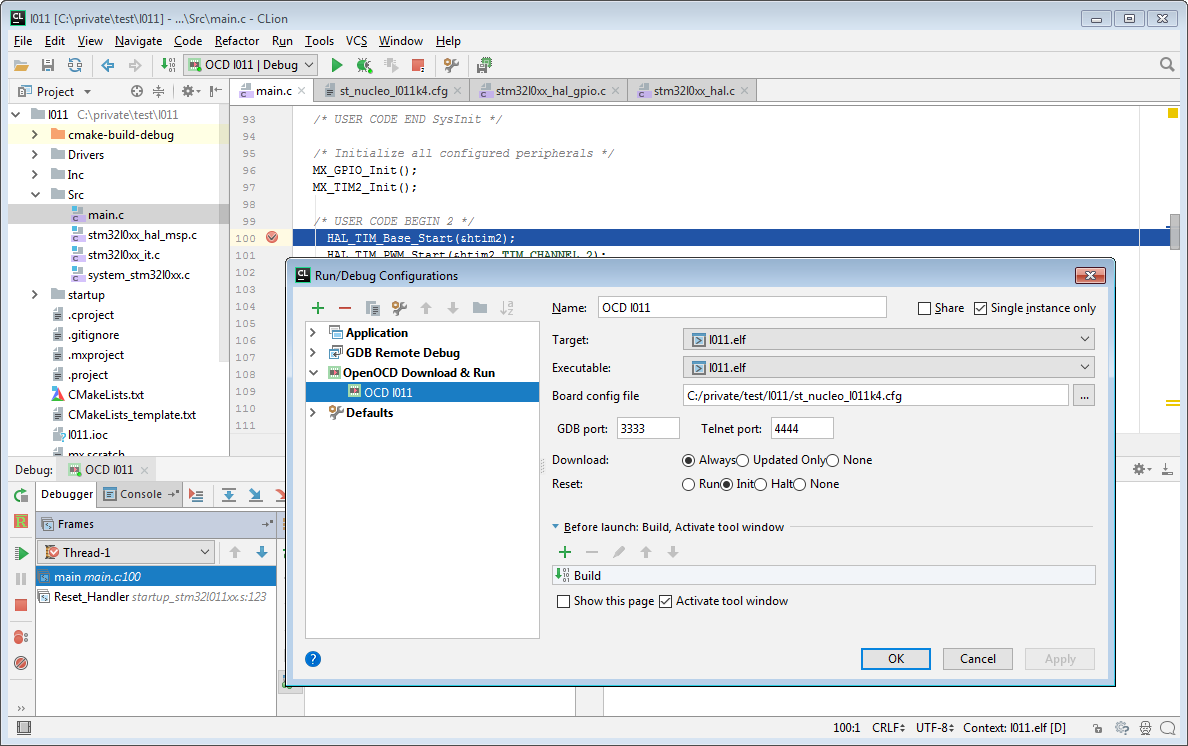 l011 [C:\private\test\l011] - ...\Src\main.c - CLion
File Edit View Navigate Code Refactor Run Tools VCS Window Help
OCD l011 | Debug
Project
main.c
st_nucleo_l011k4.cfg
stm32l0xx_hal_gpio.c
stm32l0xx_hal.c
l011 C:\private\test\l011
cmake-build-debug
Drivers
Inc
Src
main.c
stm32l0xx_hal_msp.c
stm32l0xx_it.c
system_stm32l0xx.c
startup
.cproject
.gitignore
.mxproject
.project
CMakeLists.txt
CMakeLists_template.txt
l011.ioc
mx.scratch
93 /* USER CODE END SysInit */
94
95 /* Initialize all configured peripherals */
96 MX_GPIO_Init();
97 MX_TIM2_Init();
98
99 /* USER CODE BEGIN 2 */
100 HAL_TIM_Base_Start(&htim2);
101 HAL_TIM_PWM_Start(&htim2,TIM_CHANNEL_2);
102
103
104
105
106
107
108
109
110
111
Run/Debug Configurations
Application
GDB Remote Debug
OpenOCD Download & Run
OCD l011
Defaults
Name: OCD l011
Share
Single instance only
Target: l011.elf
Executable: l011.elf
Board config file C:/private/test/l011/st_nucleo_l011k4.cfg ...
GDB port: 3333 Telnet port: 4444
Download: Always Updated Only None
Reset: Run Init Halt None
Before launch: Build, Activate tool window
Build
Show this page Activate tool window
? OK Cancel Apply
Debug: OCD l011
Debugger Console
Frames
Thread-1
main main.c:100
Reset_Handler startup_stm32l011xx.s:123
100:1 CRLF UTF-8 Context: l011.elf [D]